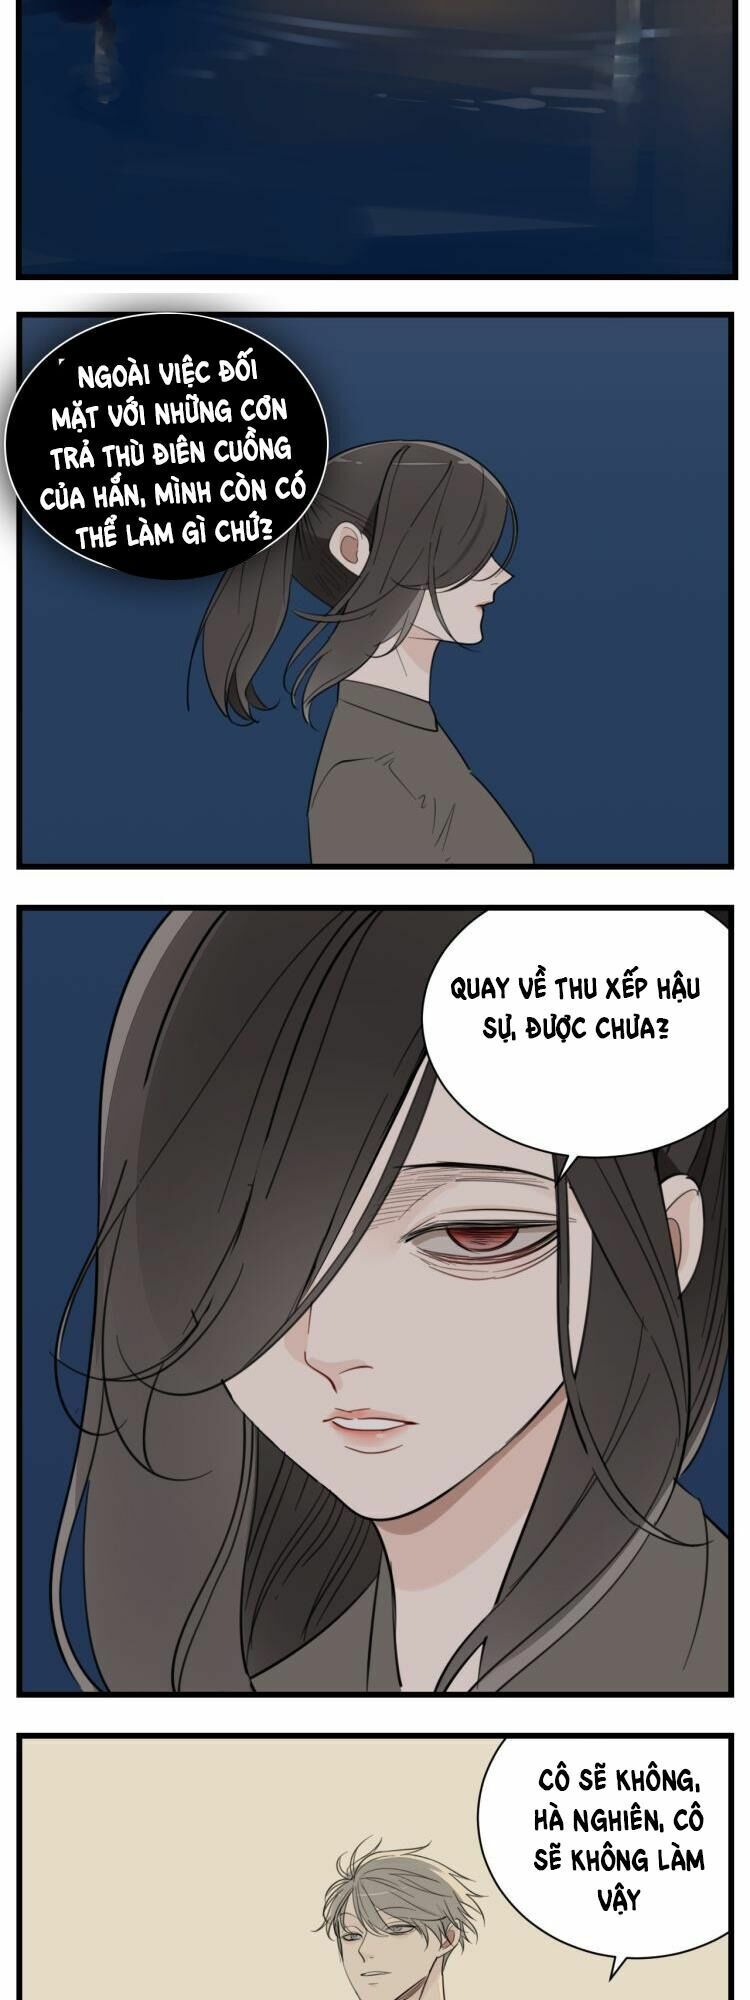 NGOÀI VIỆC ĐỐI
MẶT VỚI NHỮNG CƠN
TRẢ THÙ ĐIÊN CUỒNG
CỦA HẮN, MÌNH CÒN CÓ
THỂ LÀM GÌ CHỨ?
QUAY VỀ THU XẾP HẬU
SỰ, ĐƯỢC CHƯA?
CÔ SẼ KHÔNG,
HÀ NGHIÊN, CÔ
SẼ KHÔNG LÀM
VẬY